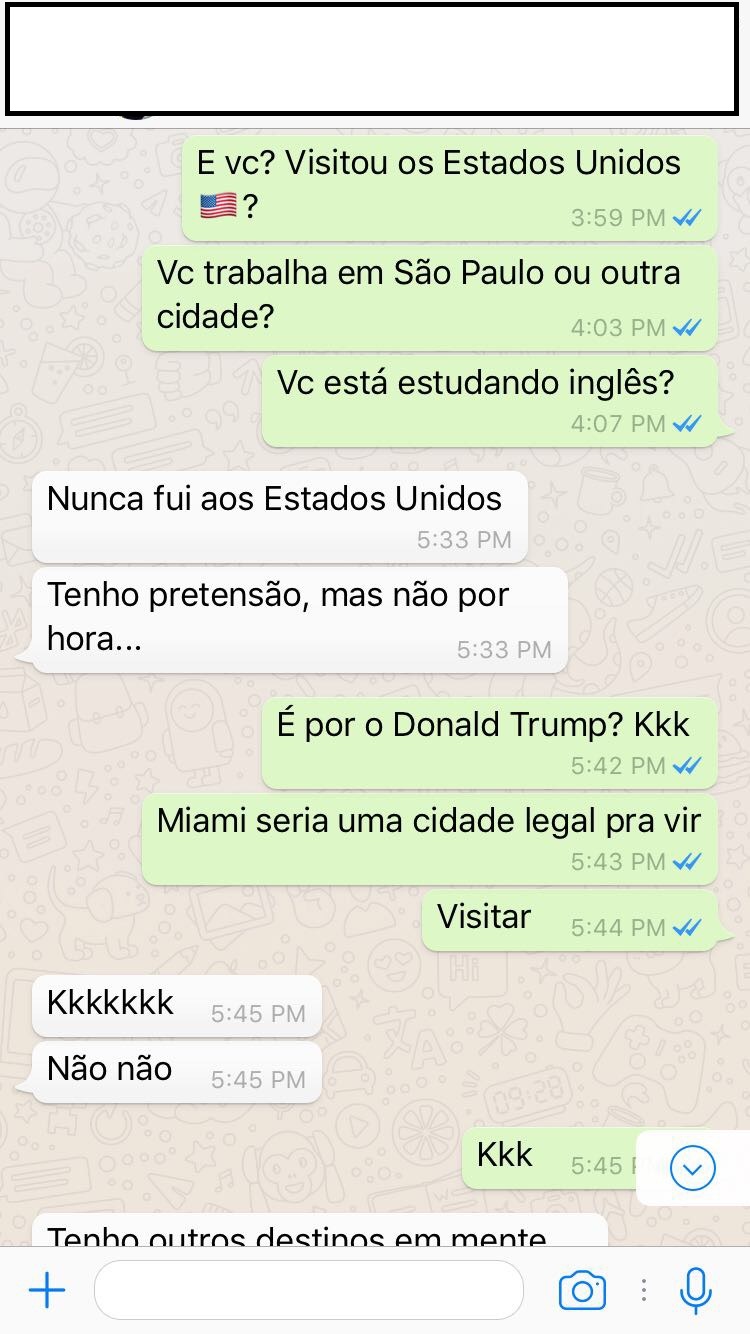 E vc? Visitou os Estados Unidos
🇺🇸?
3:59 PM
Vc trabalha em São Paulo ou outra
cidade?
4:03 PM
Vc está estudando inglês?
4:07 PM
Nunca fui aos Estados Unidos
5:33 PM
Tenho pretensão, mas não por
hora...
5:33 PM
É por o Donald Trump? Kkk
5:42 PM
Miami seria uma cidade legal pra vir
5:43 PM
Visitar 5:44 PM
Kkkkkkk 5:45 PM
Não não 5:45 PM
Kkk 5:45
Tenho outros destinos em mente